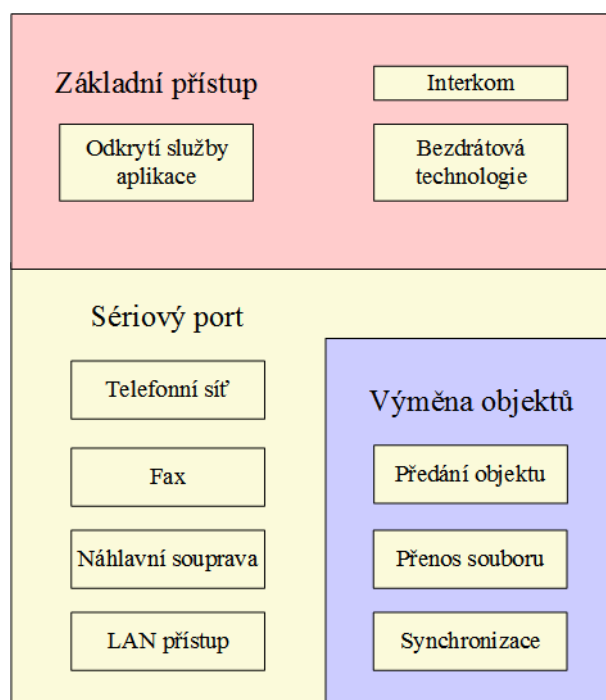 Základní přístup
Interkom
Odkrytí služby
aplikace
Bezdrátová
technologie
Sériový port
Telefonní síť
Fax
Náhlavní souprava
LAN přístup
Výměna objektů
Předání objektu
Přenos souboru
Synchronizace